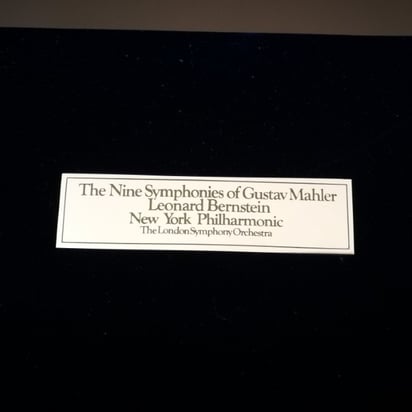 The Nine Symphonies of Gustav Mahler
Leonard Bernstein
New York Philharmonic
The London Symphony Orchestra